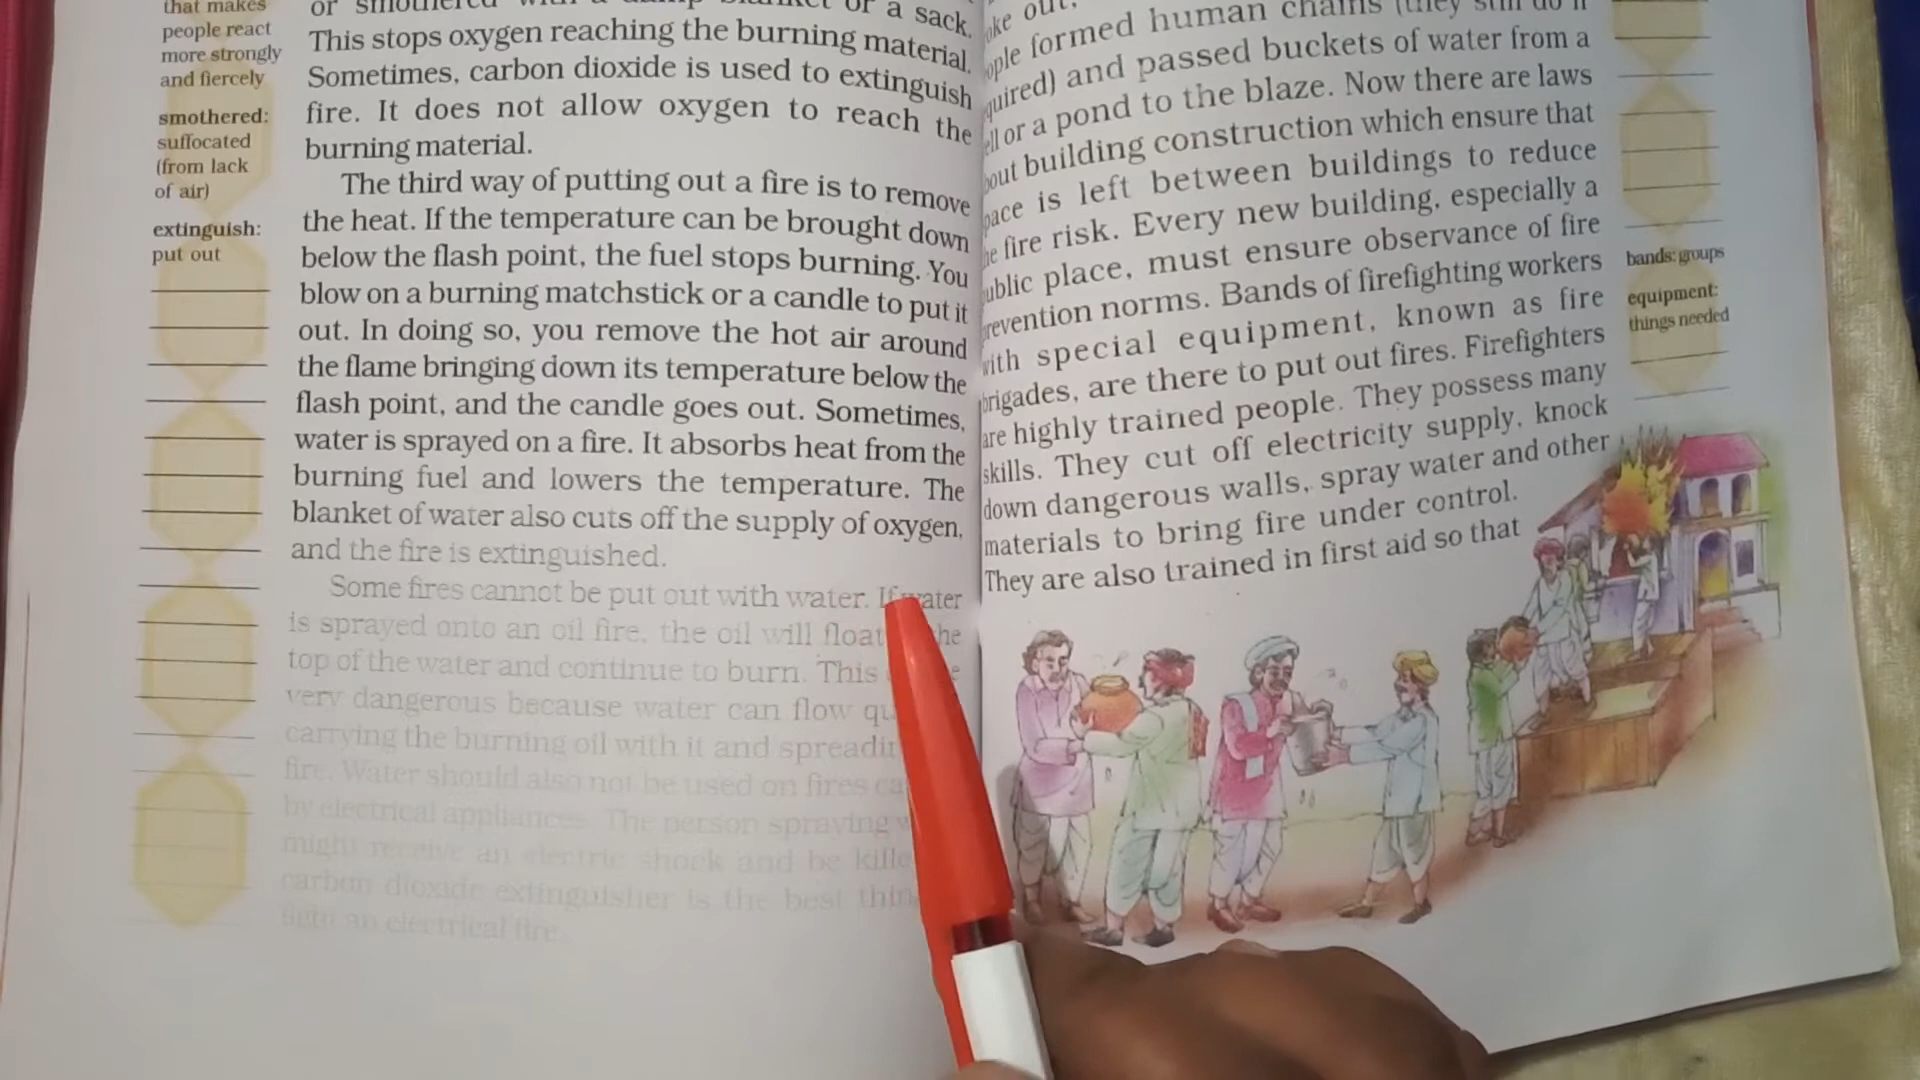 that makes
people react
more strongly
and fiercely
smothered:
suffocated
(from lack
of air)
extinguish:
put out
or smothered with a damp blanket or a sack.
This stops oxygen reaching the burning material.
Sometimes, carbon dioxide is used to extinguish
fire. It does not allow oxygen to reach the
burning material.
The third way of putting out a fire is to remove
the heat. If the temperature can be brought down
below the flash point, the fuel stops burning. You
blow on a burning matchstick or a candle to put it
out. In doing so, you remove the hot air around
the flame bringing down its temperature below the
flash point, and the candle goes out. Sometimes,
water is sprayed on a fire. It absorbs heat from the
burning fuel and lowers the temperature. The
blanket of water also cuts off the supply of oxygen,
and the fire is extinguished.
Some fires cannot be put out with water. If water
is sprayed onto an oil fire, the oil will float
top of the water and continue to burn. This
very dangerous because water can flow
carrying the burning oil with it and
fire. Water should also not be used on fires
by electrical appliances. The person spraying
might receive an electric shock and be
carbon dioxide extinguisher is the best
fight an electrical fire.
out.
formed human chains (they still do if
and passed buckets of water from a
or a pond to the blaze. Now there are laws
building construction which ensure that
is left between buildings to reduce
fire risk. Every new building, especially a
place, must ensure observance of fire
norms. Bands of firefighting workers
with special equipment, known as fire
brigades, are there to put out fires. Firefighters
are highly trained people. They possess many
skills. They cut off electricity supply, knock
down dangerous walls, spray water and other
materials to bring fire under control.
They are also trained in first aid so that
bands: groups
equipment:
things needed